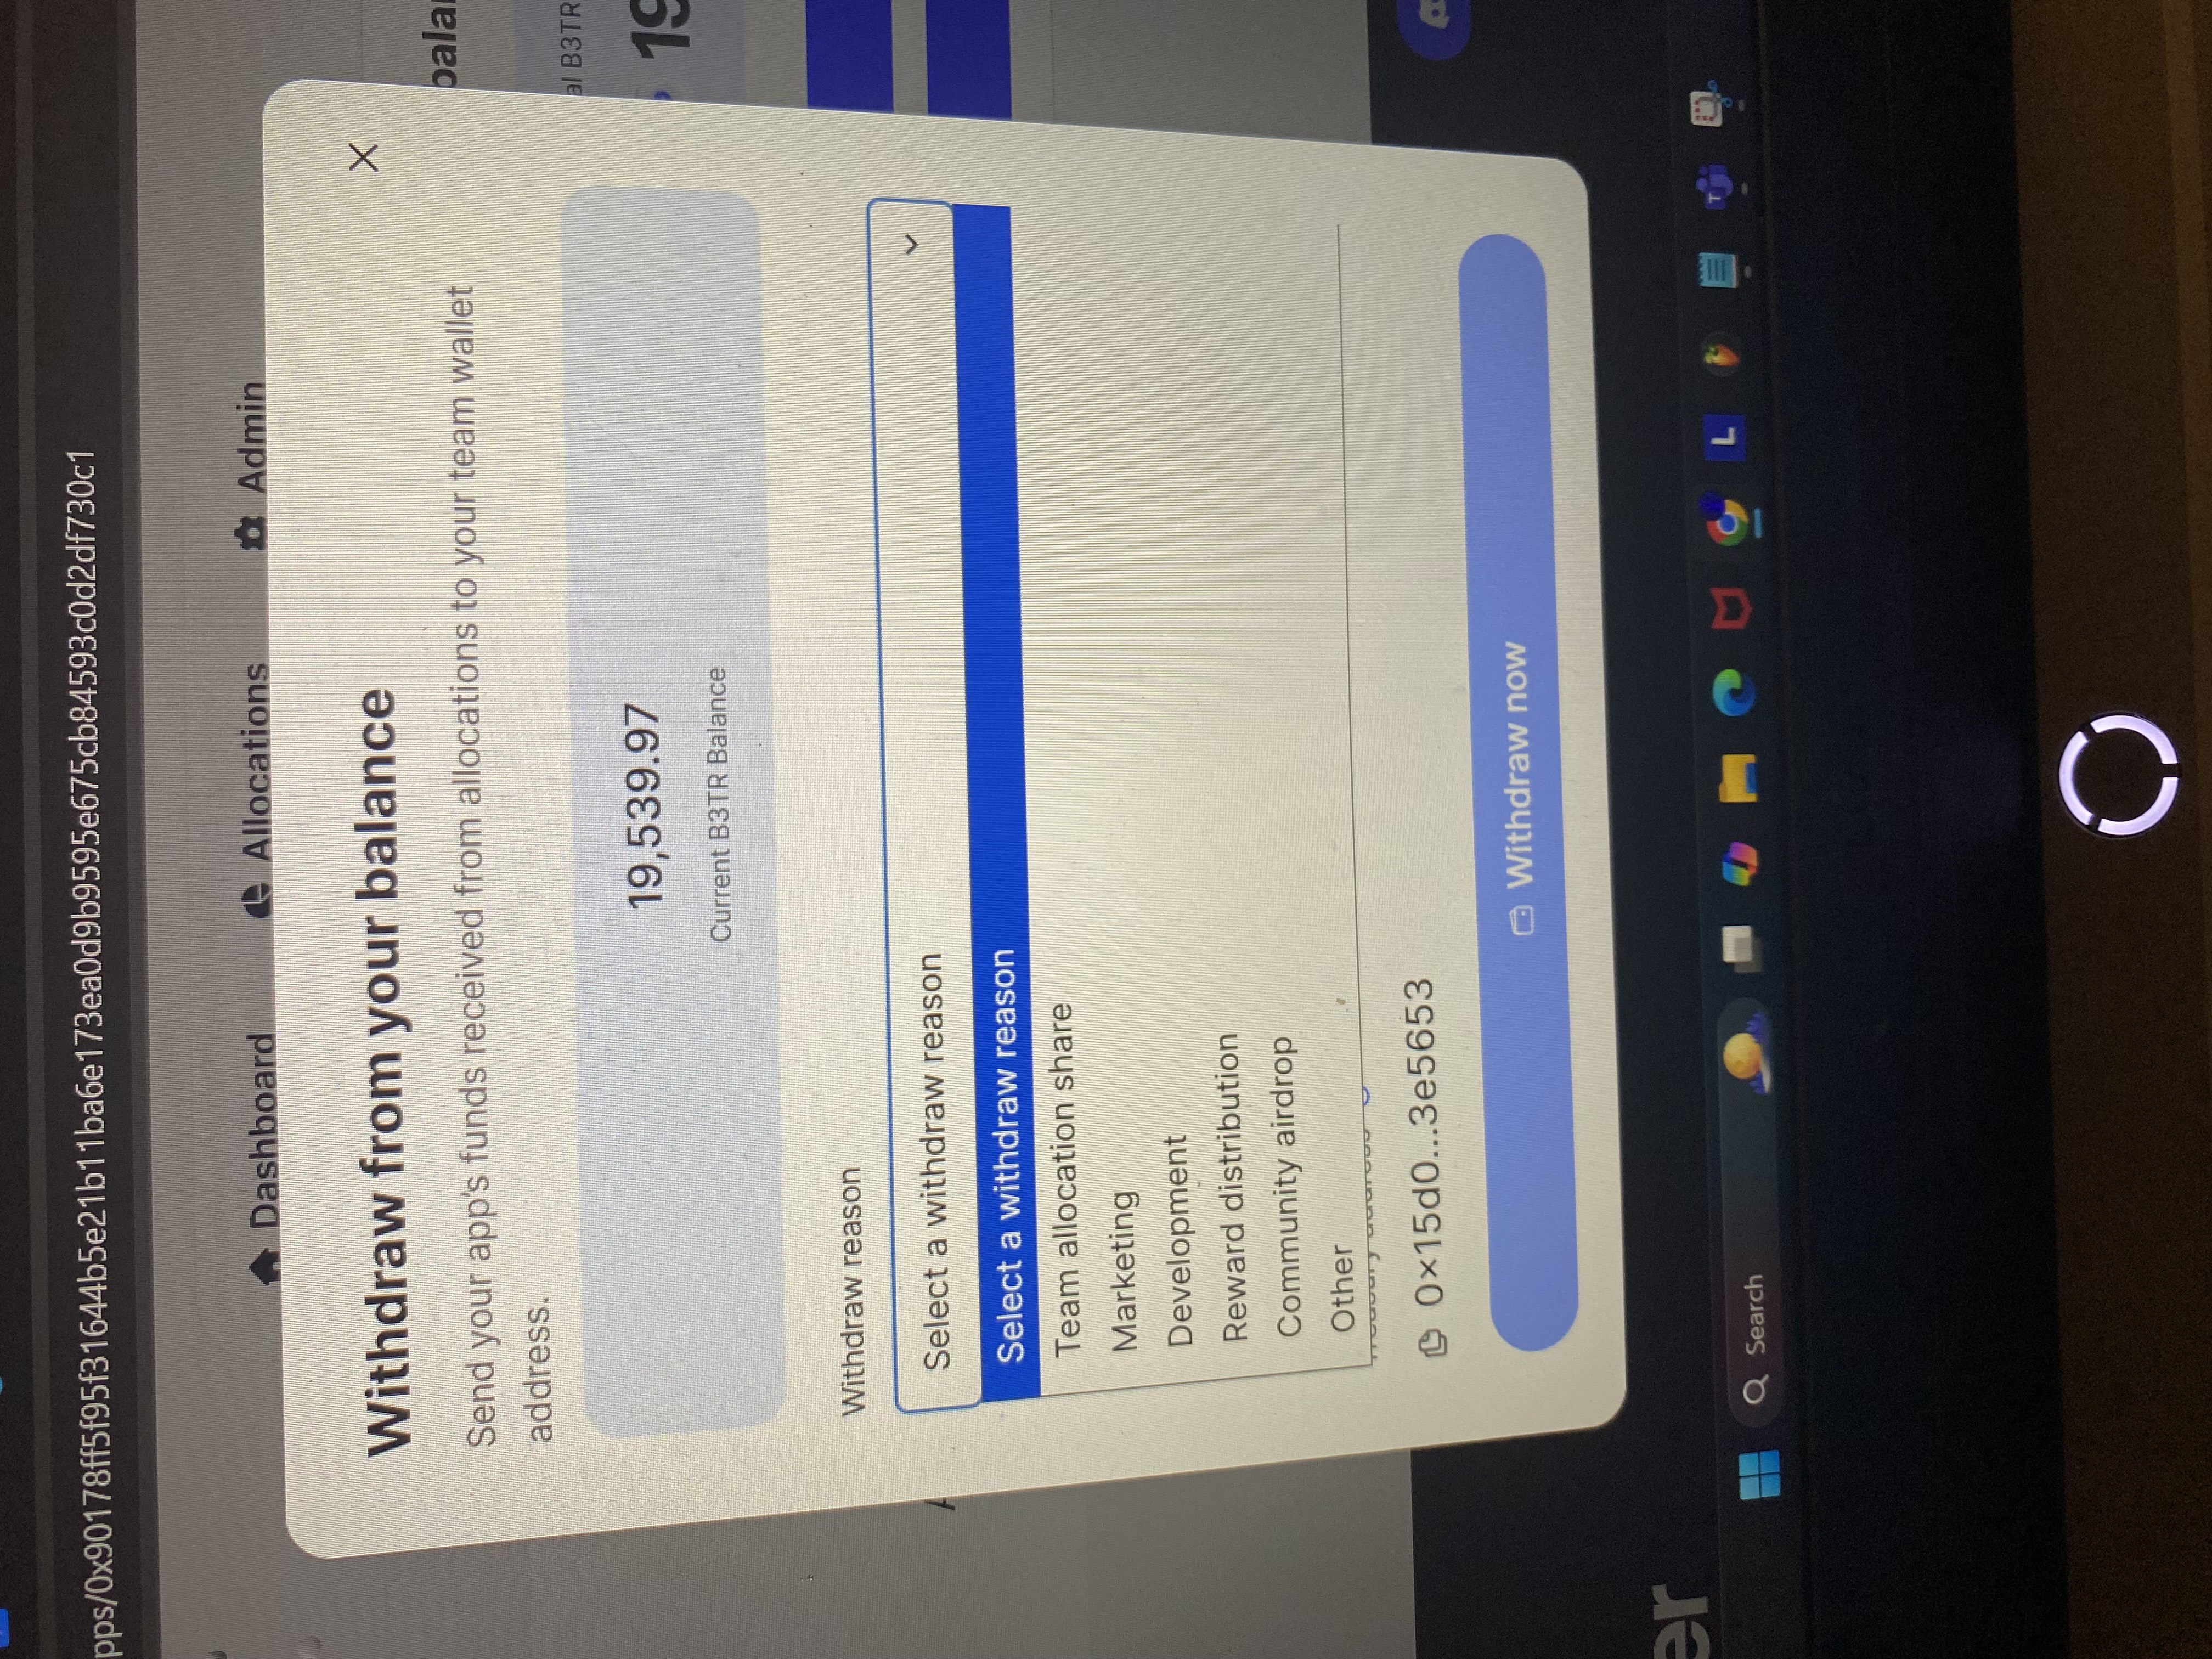 pps/0x90178ff5f95f31644b5e21b11ba6e173ea0d9b9595e675cb84593c0d2df730c1
Dashboard
Allocations
Admin
Withdraw from your balance
Send your app's funds received from allocations to your team wallet
address.
19,539.97
Current B3TR Balance
Withdraw reason
Select a withdraw reason
Select a withdraw reason
Team allocation share
Marketing
Development
Reward distribution
Community airdrop
Other
0x15d0...3e5653
Withdraw now
bala
al B3TR
19
er
Search
L
T